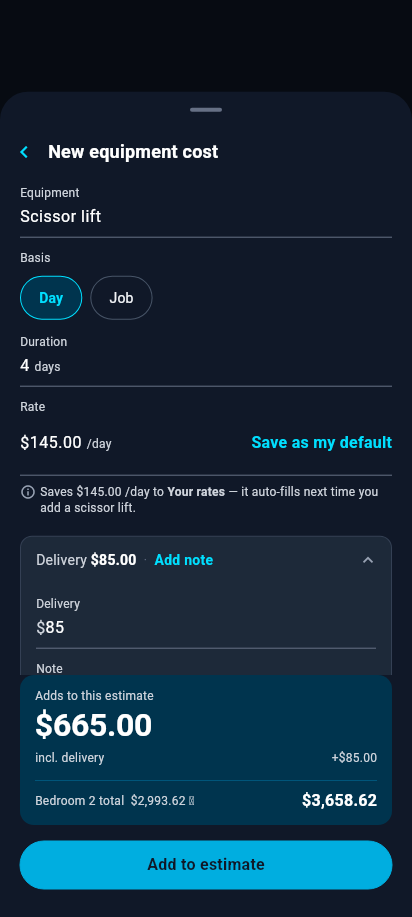 New equipment cost
Equipment
Scissor lift
Basis
Day Job
Duration
4 days
Rate
$145.00 /day Save as my default
Saves $145.00 /day to Your rates — it auto-fills next time you
add a scissor lift.
Delivery $85.00 · Add note
Delivery
$85
Note
Adds to this estimate
$665.00
incl. delivery +$85.00
Bedroom 2 total $2,993.62 $3,658.62
Add to estimate